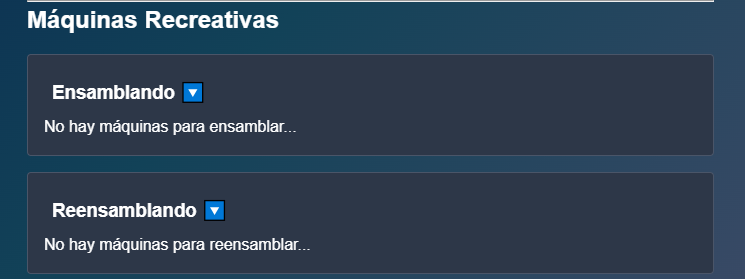 Máquinas Recreativas
Ensamblando
No hay máquinas para ensamblar...
Reensamblando
No hay máquinas para reensamblar...